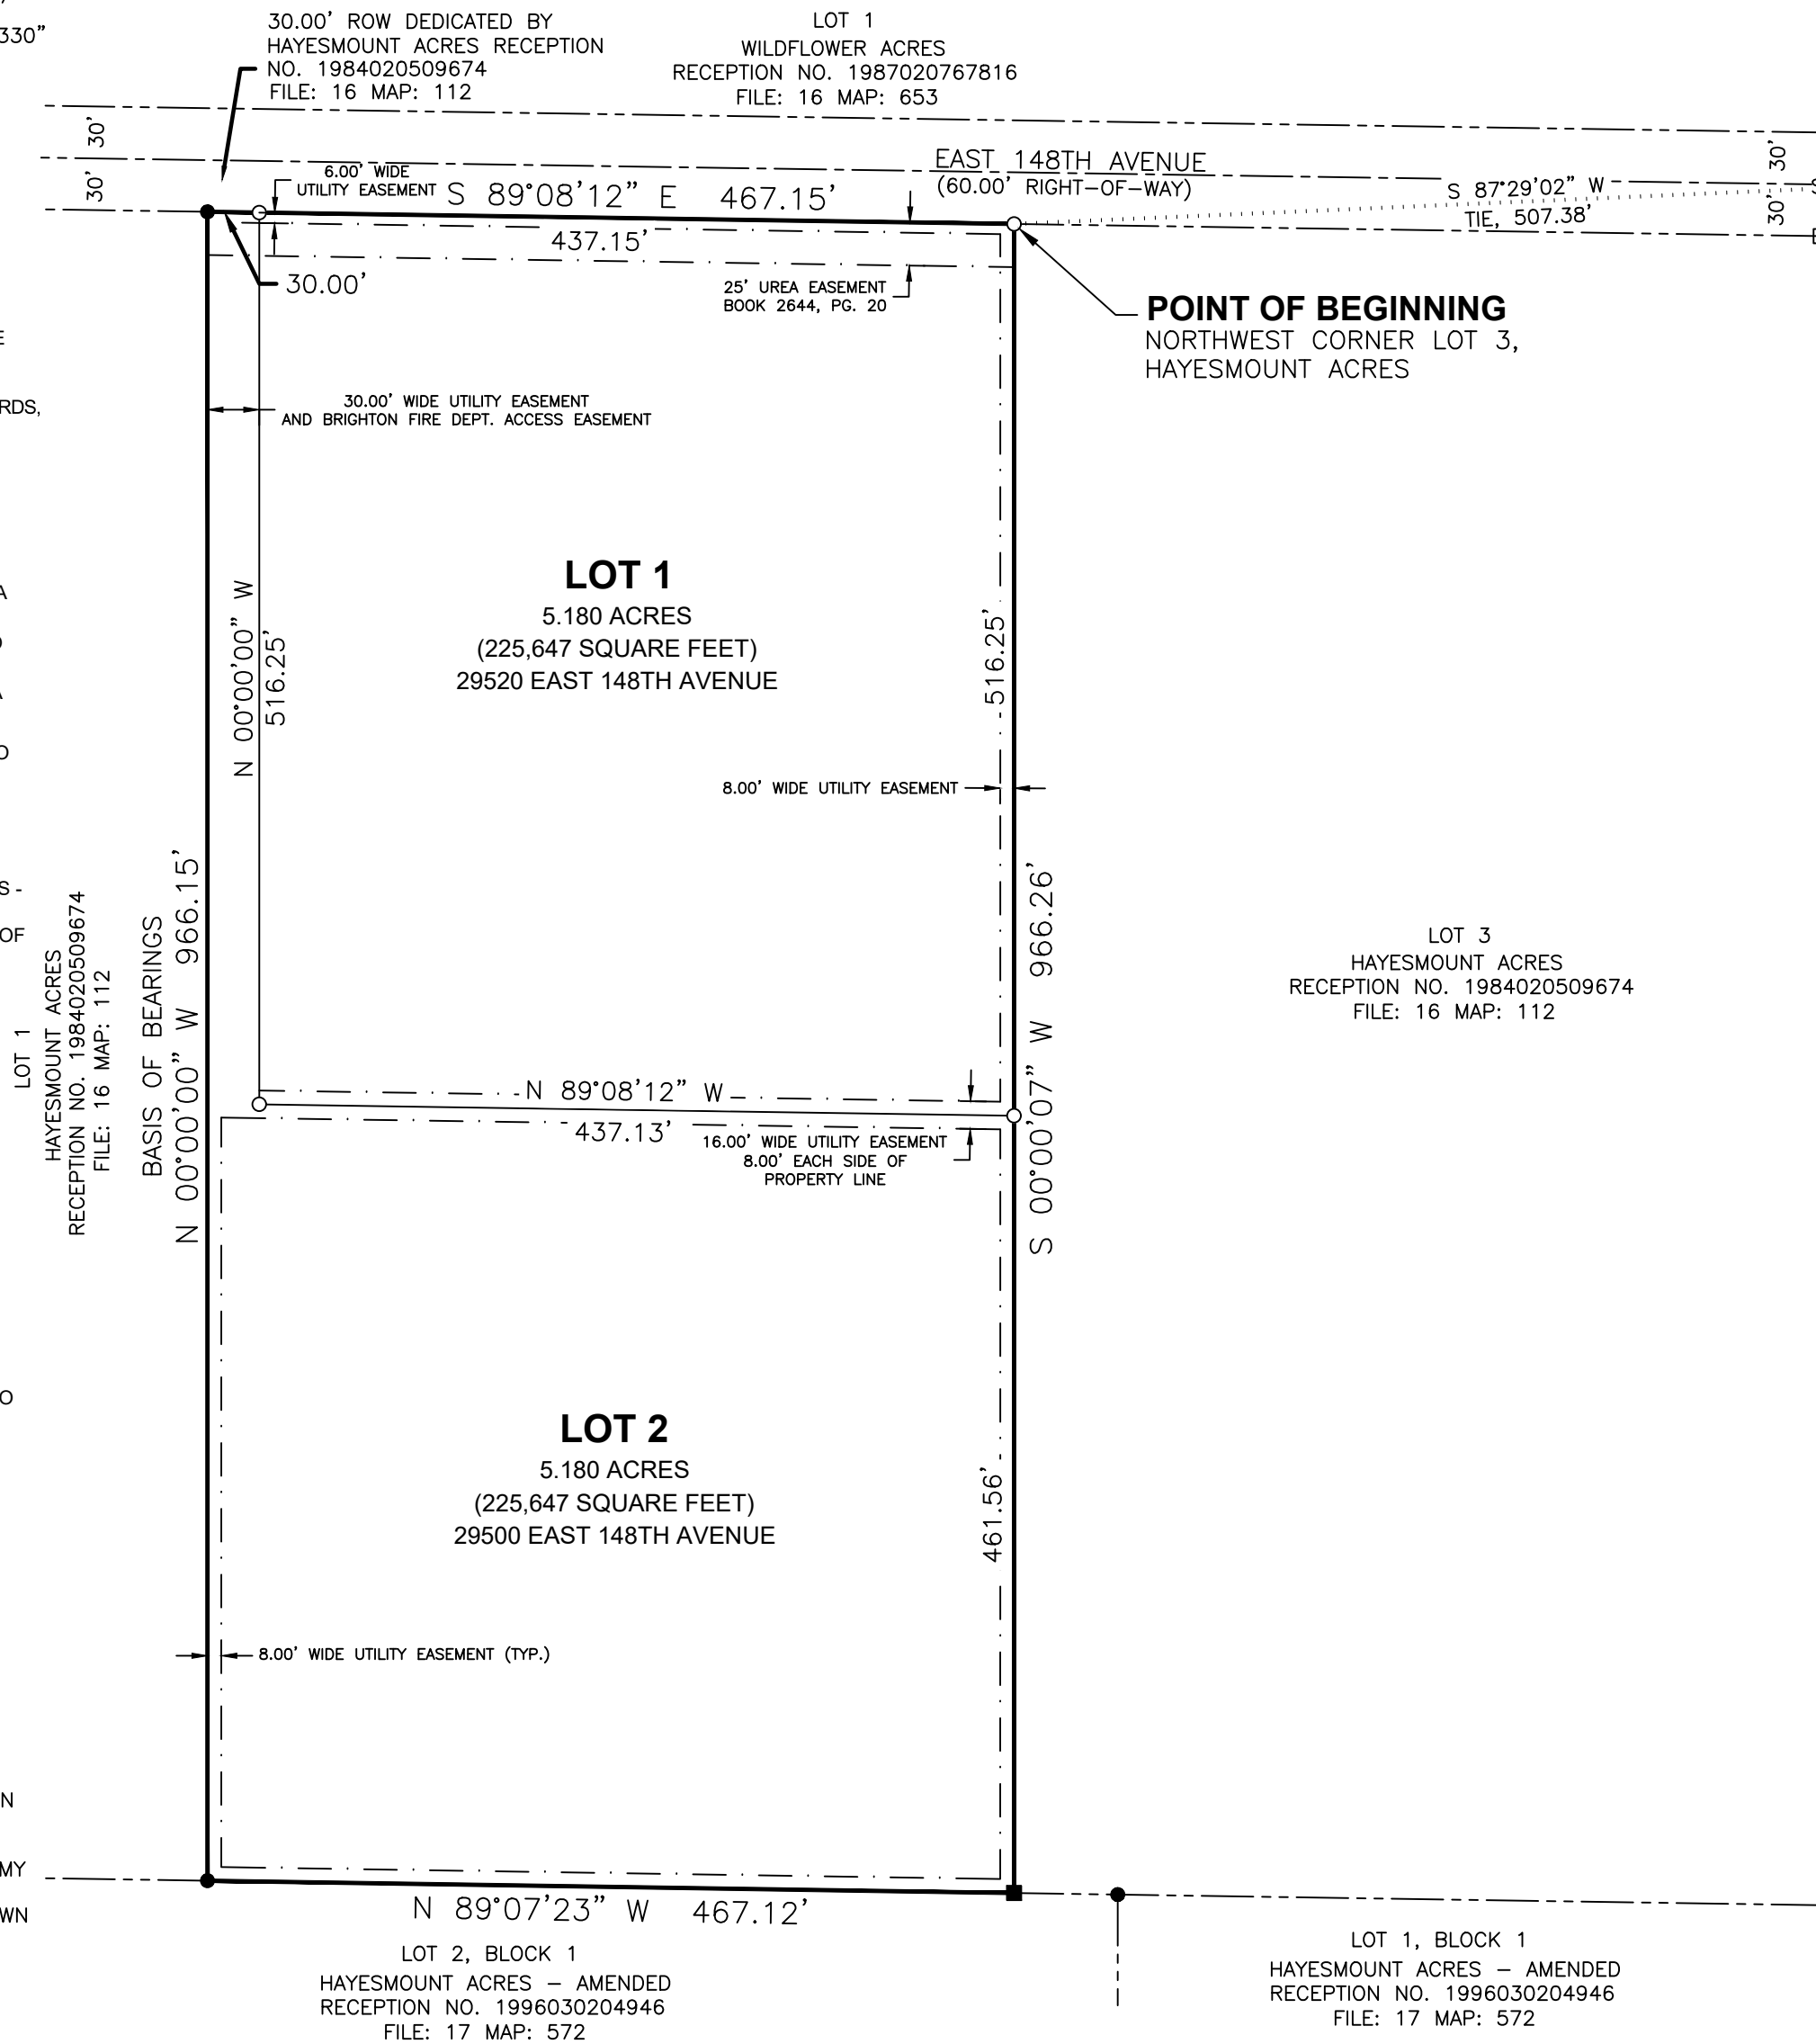 330"
30.00' ROW DEDICATED BY
HAYESMOUNT ACRES RECEPTION
NO. 1984020509674
FILE: 16 MAP: 112
LOT 1
WILDFLOWER ACRES
RECEPTION NO. 1987020767816
FILE: 16 MAP: 653
30'
30'
30'
30'
EAST 148TH AVENUE
(60.00' RIGHT-OF-WAY)
6.00' WIDE
UTILITY EASEMENT
S 89°08'12" E 467.15'
S 87°29'02" W
TIE, 507.38'
437.15'
30.00'
25' UREA EASEMENT
BOOK 2644, PG. 20
POINT OF BEGINNING
NORTHWEST CORNER LOT 3,
HAYESMOUNT ACRES
E
RDS,
30.00' WIDE UTILITY EASEMENT
AND BRIGHTON FIRE DEPT. ACCESS EASEMENT
LOT 1
5.180 ACRES
(225,647 SQUARE FEET)
29520 EAST 148TH AVENUE
N 00°00'00" W
516.25'
516.25'
A
A
O
8.00' WIDE UTILITY EASEMENT
S -
OF
LOT 1
HAYESMOUNT ACRES
RECEPTION NO. 1984020509674
FILE: 16 MAP: 112
BASIS OF BEARINGS
N 00°00'00" W 966.15'
S 00°00'07" W 966.26'
LOT 3
HAYESMOUNT ACRES
RECEPTION NO. 1984020509674
FILE: 16 MAP: 112
N 89°08'12" W
437.13'
16.00' WIDE UTILITY EASEMENT
8.00' EACH SIDE OF
PROPERTY LINE
O
LOT 2
5.180 ACRES
(225,647 SQUARE FEET)
29500 EAST 148TH AVENUE
461.56'
8.00' WIDE UTILITY EASEMENT (TYP.)
N
MY
WN
N 89°07'23" W 467.12'
LOT 2, BLOCK 1
HAYESMOUNT ACRES – AMENDED
RECEPTION NO. 1996030204946
FILE: 17 MAP: 572
LOT 1, BLOCK 1
HAYESMOUNT ACRES – AMENDED
RECEPTION NO. 1996030204946
FILE: 17 MAP: 572